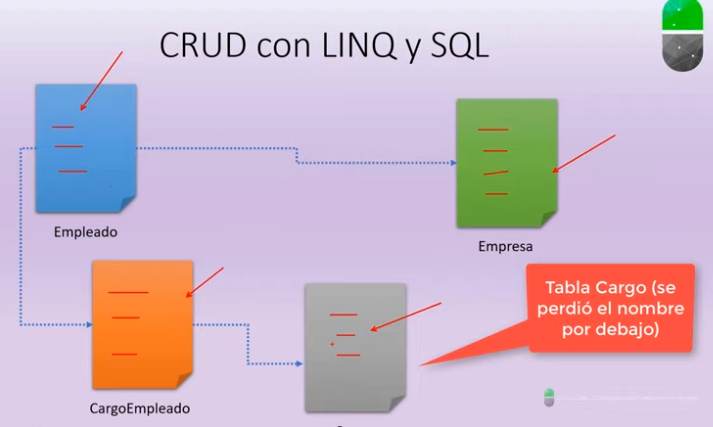 CRUD con LINQ y SQL
Empleado
Empresa
Tabla Cargo (se
perdió el nombre
por debajo)
CargoEmpleado